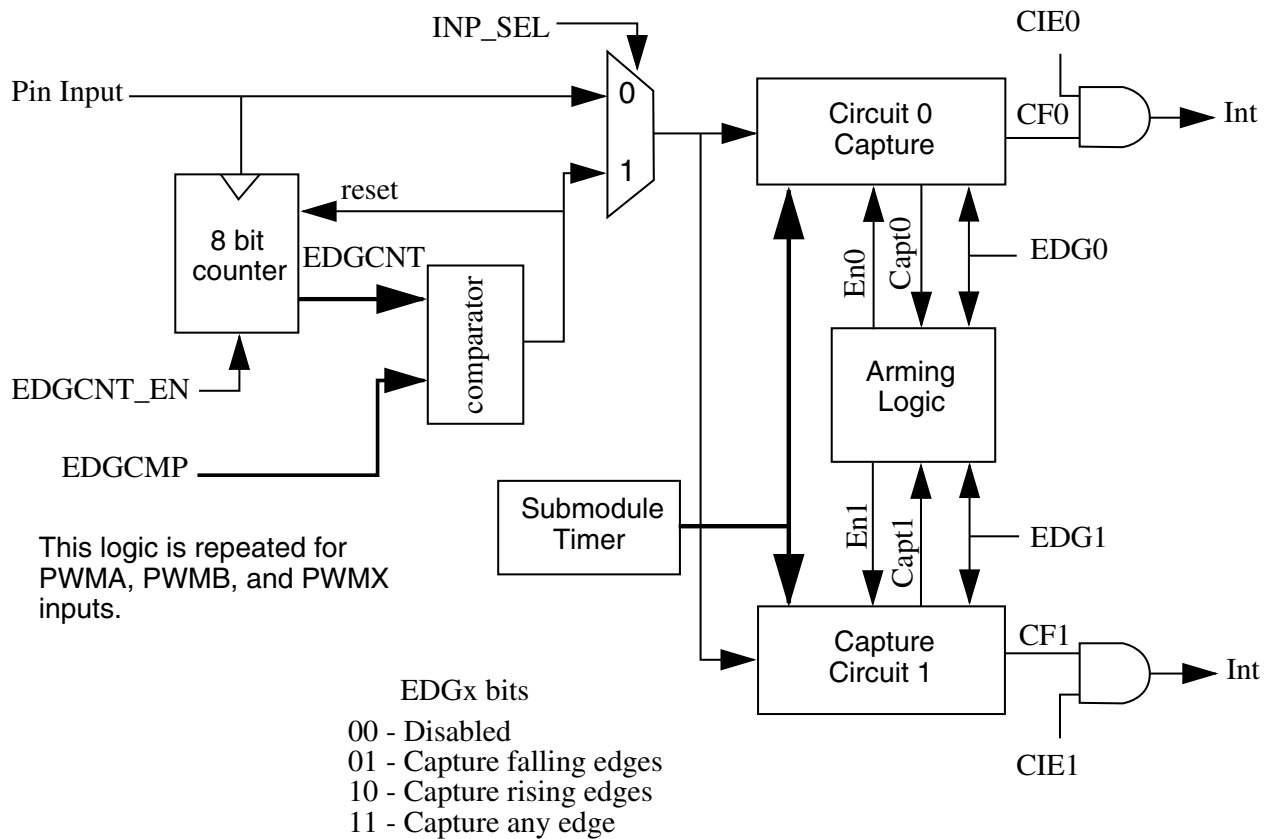 INP_SEL
CIE0
Pin Input
0
1
Circuit 0
Capture
CF0
Int
reset
8 bit
counter
EDGCNT
comparator
En0
Capt0
EDG0
EDGCNT_EN
Arming
Logic
EDGCMP
Submodule
Timer
En1
Capt1
EDG1
This logic is repeated for
PWMA, PWMB, and PWMX
inputs.
Capture
Circuit 1
CF1
Int
CIE1
EDGx bits
00 - Disabled
01 - Capture falling edges
10 - Capture rising edges
11 - Capture any edge